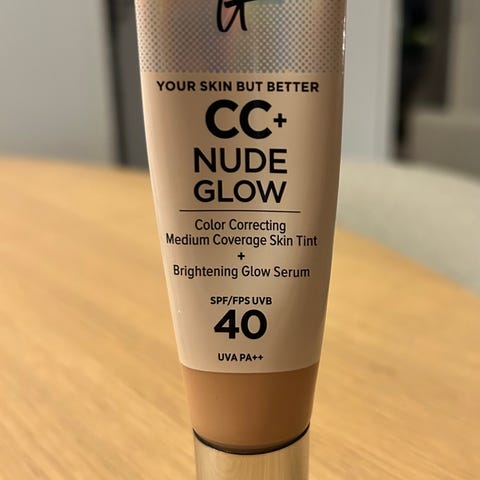 IT
YOUR SKIN BUT BETTER
CC+
NUDE
GLOW
Color Correcting
Medium Coverage Skin Tint
+
Brightening Glow Serum
SPF/FPS UVB
40
UVA PA++